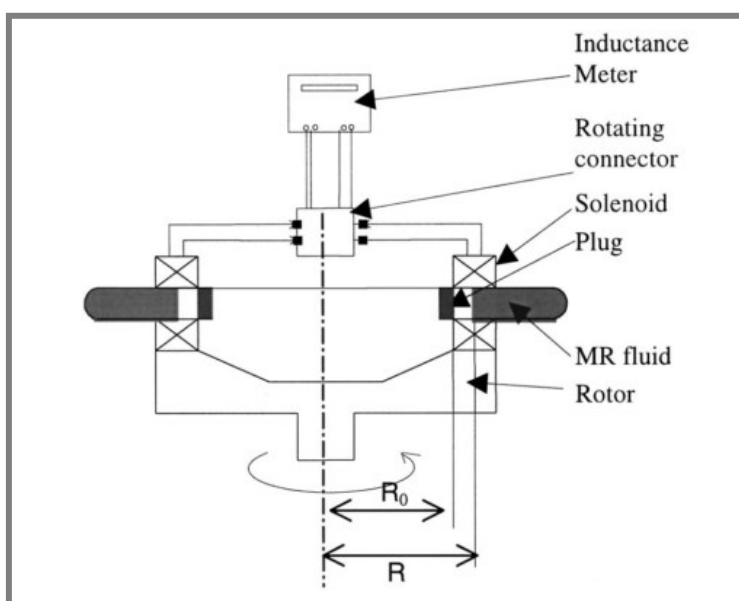 Inductance
Meter
Rotating
connector
Solenoid
Plug
MR fluid
Rotor
R₀
R